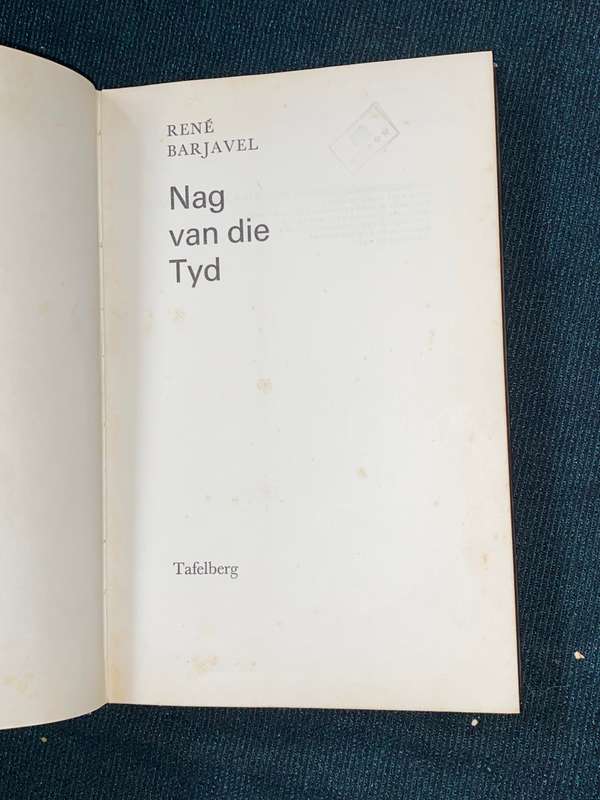 RENÉ
BARJAVEL
Nag
van die
Tyd
Tafelberg